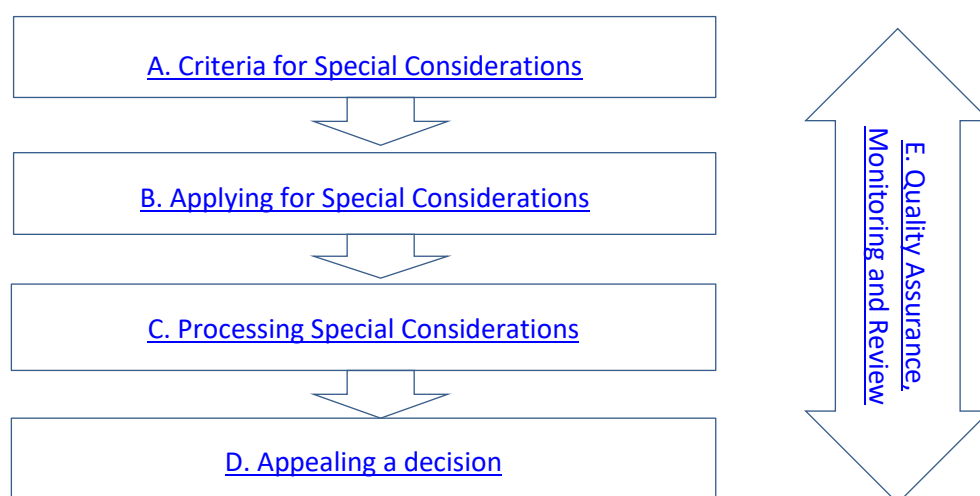 A. Criteria for Special Considerations
B. Applying for Special Considerations
C. Processing Special Considerations
D. Appealing a decision
E. Quality Assurance,
Monitoring and Review